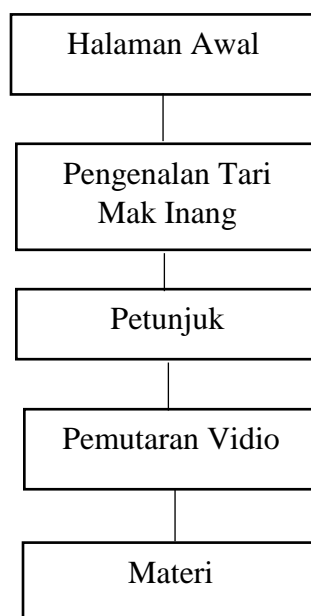 Halaman Awal
Pengenalan Tari
Mak Inang
Petunjuk
Pemutaran Vidio
Materi